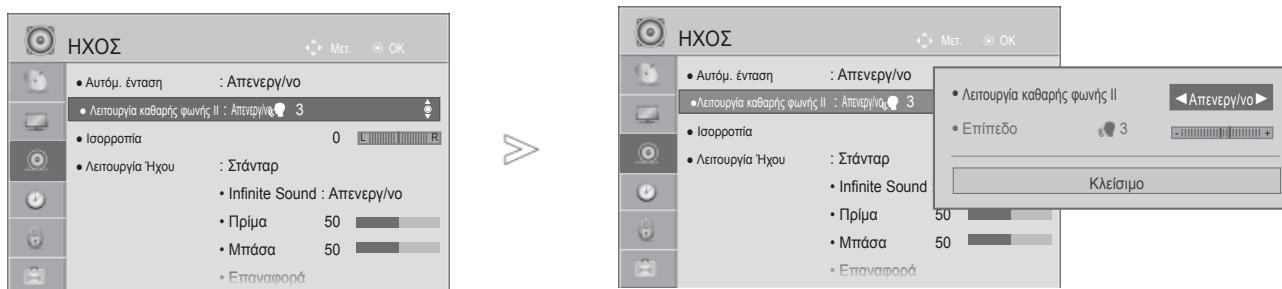 ΗΧΟΣ
Μετ. OK
• Αυτόμ. ένταση : Απενεργ/νο
• Λειτουργία καθαρής φωνής II : Απενεργ/νο 3
• Ισορροπία 0 L R
• Λειτουργία Ήχου : Στάνταρ
• Infinite Sound : Απενεργ/νο
• Πρίμα 50
• Μπάσα 50
• Επαναφορά
ΗΧΟΣ
Μετ. OK
• Αυτόμ. ένταση : Απενεργ/νο
•Λειτουργία καθαρής φωνής II : Απενεργ/νο 3
• Ισορροπία
• Λειτουργία Ήχου : Στάνταρ
• Infinite Sound :
• Πρίμα 50
• Μπάσα 50
• Επαναφορά
• Λειτουργία καθαρής φωνής II ◄Απενεργ/νο►
• Επίπεδο 3 - +
Κλείσιμο